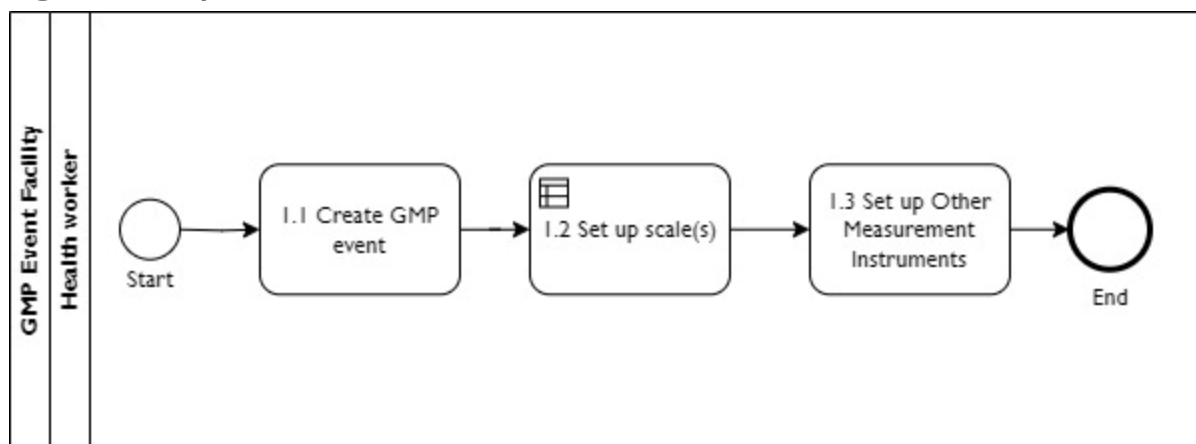 GMP Event Facility
Health worker
Start
1.1 Create GMP
event
1.2 Set up scale(s)
1.3 Set up Other
Measurement
Instruments
End